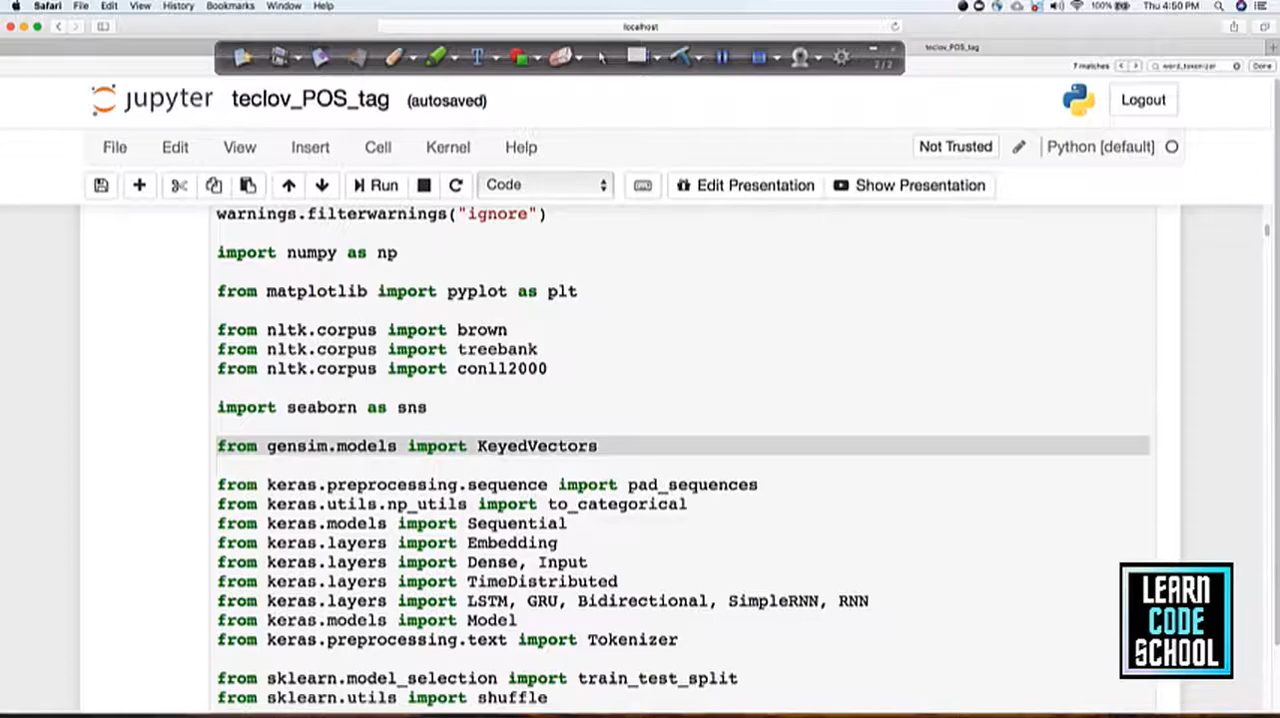 Safari File Edit View History Bookmarks Window Help 100% Thu 4:50 PM
localhost
teclov_POS_tag
2/2
7 matches word_tokenizer Done
jupyter teclov_POS_tag (autosaved) Logout
File Edit View Insert Cell Kernel Help Not Trusted Python [default]
Run Code Edit Presentation Show Presentation
warnings.filterwarnings("ignore")
import numpy as np
from matplotlib import pyplot as plt
from nltk.corpus import brown
from nltk.corpus import treebank
from nltk.corpus import conll2000
import seaborn as sns
from gensim.models import KeyedVectors
from keras.preprocessing.sequence import pad_sequences
from keras.utils.np_utils import to_categorical
from keras.models import Sequential
from keras.layers import Embedding
from keras.layers import Dense, Input
from keras.layers import TimeDistributed
from keras.layers import LSTM, GRU, Bidirectional, SimpleRNN, RNN
from keras.models import Model
from keras.preprocessing.text import Tokenizer
from sklearn.model_selection import train_test_split
from sklearn.utils import shuffle
LEARN
CODE
SCHOOL